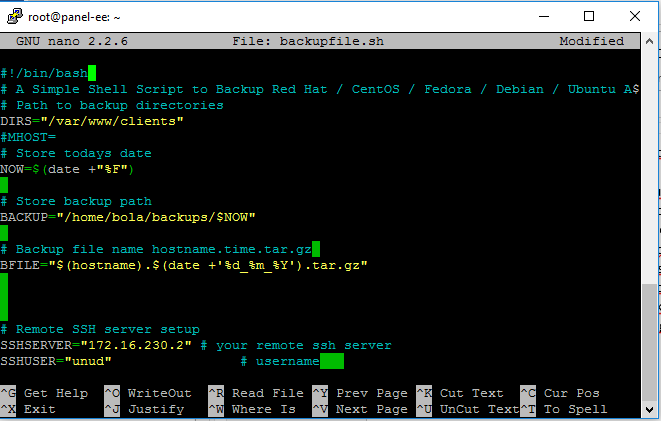 root@panel-ee: ~
GNU nano 2.2.6 File: backupfile.sh Modified
#!/bin/bash
# A Simple Shell Script to Backup Red Hat / CentOS / Fedora / Debian / Ubuntu A$
# Path to backup directories
DIRS="/var/www/clients"
#MHOST=
# Store todays date
NOW=$(date +"%F")
# Store backup path
BACKUP="/home/bola/backups/$NOW"
# Backup file name hostname.time.tar.gz
BFILE="$(hostname).$(date +'%d_%m_%Y').tar.gz"
# Remote SSH server setup
SSHSERVER="172.16.230.2" # your remote ssh server
SSHUSER="unud" # username
^G Get Help ^O WriteOut ^R Read File ^Y Prev Page ^K Cut Text ^C Cur Pos
^X Exit ^J Justify ^W Where Is ^V Next Page ^U UnCut Text ^T To Spell